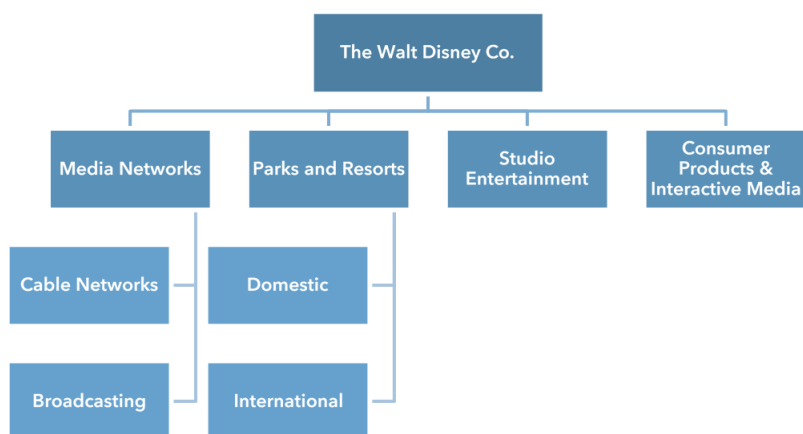 The Walt Disney Co.
Media Networks
Parks and Resorts
Studio
Entertainment
Consumer
Products &
Interactive Media
Cable Networks
Domestic
Broadcasting
International